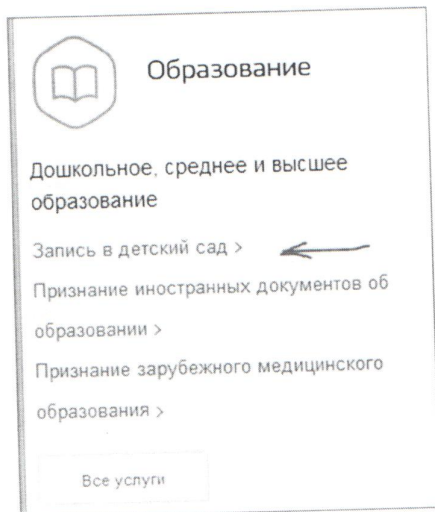 Образование
Дошкольное, среднее и высшее
образование
Запись в детский сад >
Признание иностранных документов об
образовании >
Признание зарубежного медицинского
образования >
Все услуги